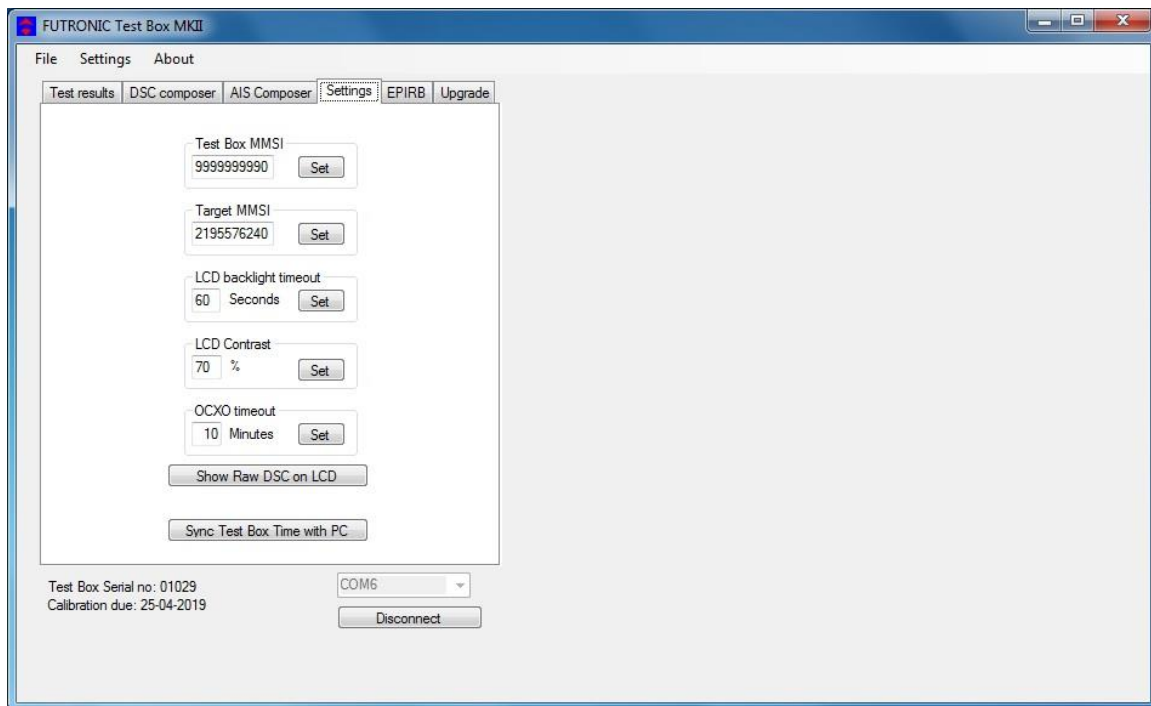 FUTRONIC Test Box MKII
File Settings About
Test results DSC composer AIS Composer Settings EPIRB Upgrade
Test Box MMSI
9999999990 Set
Target MMSI
2195576240 Set
LCD backlight timeout
60 Seconds Set
LCD Contrast
70 % Set
OCXO timeout
10 Minutes Set
Show Raw DSC on LCD
Sync Test Box Time with PC
Test Box Serial no: 01029
COM6
Calibration due: 25-04-2019
Disconnect